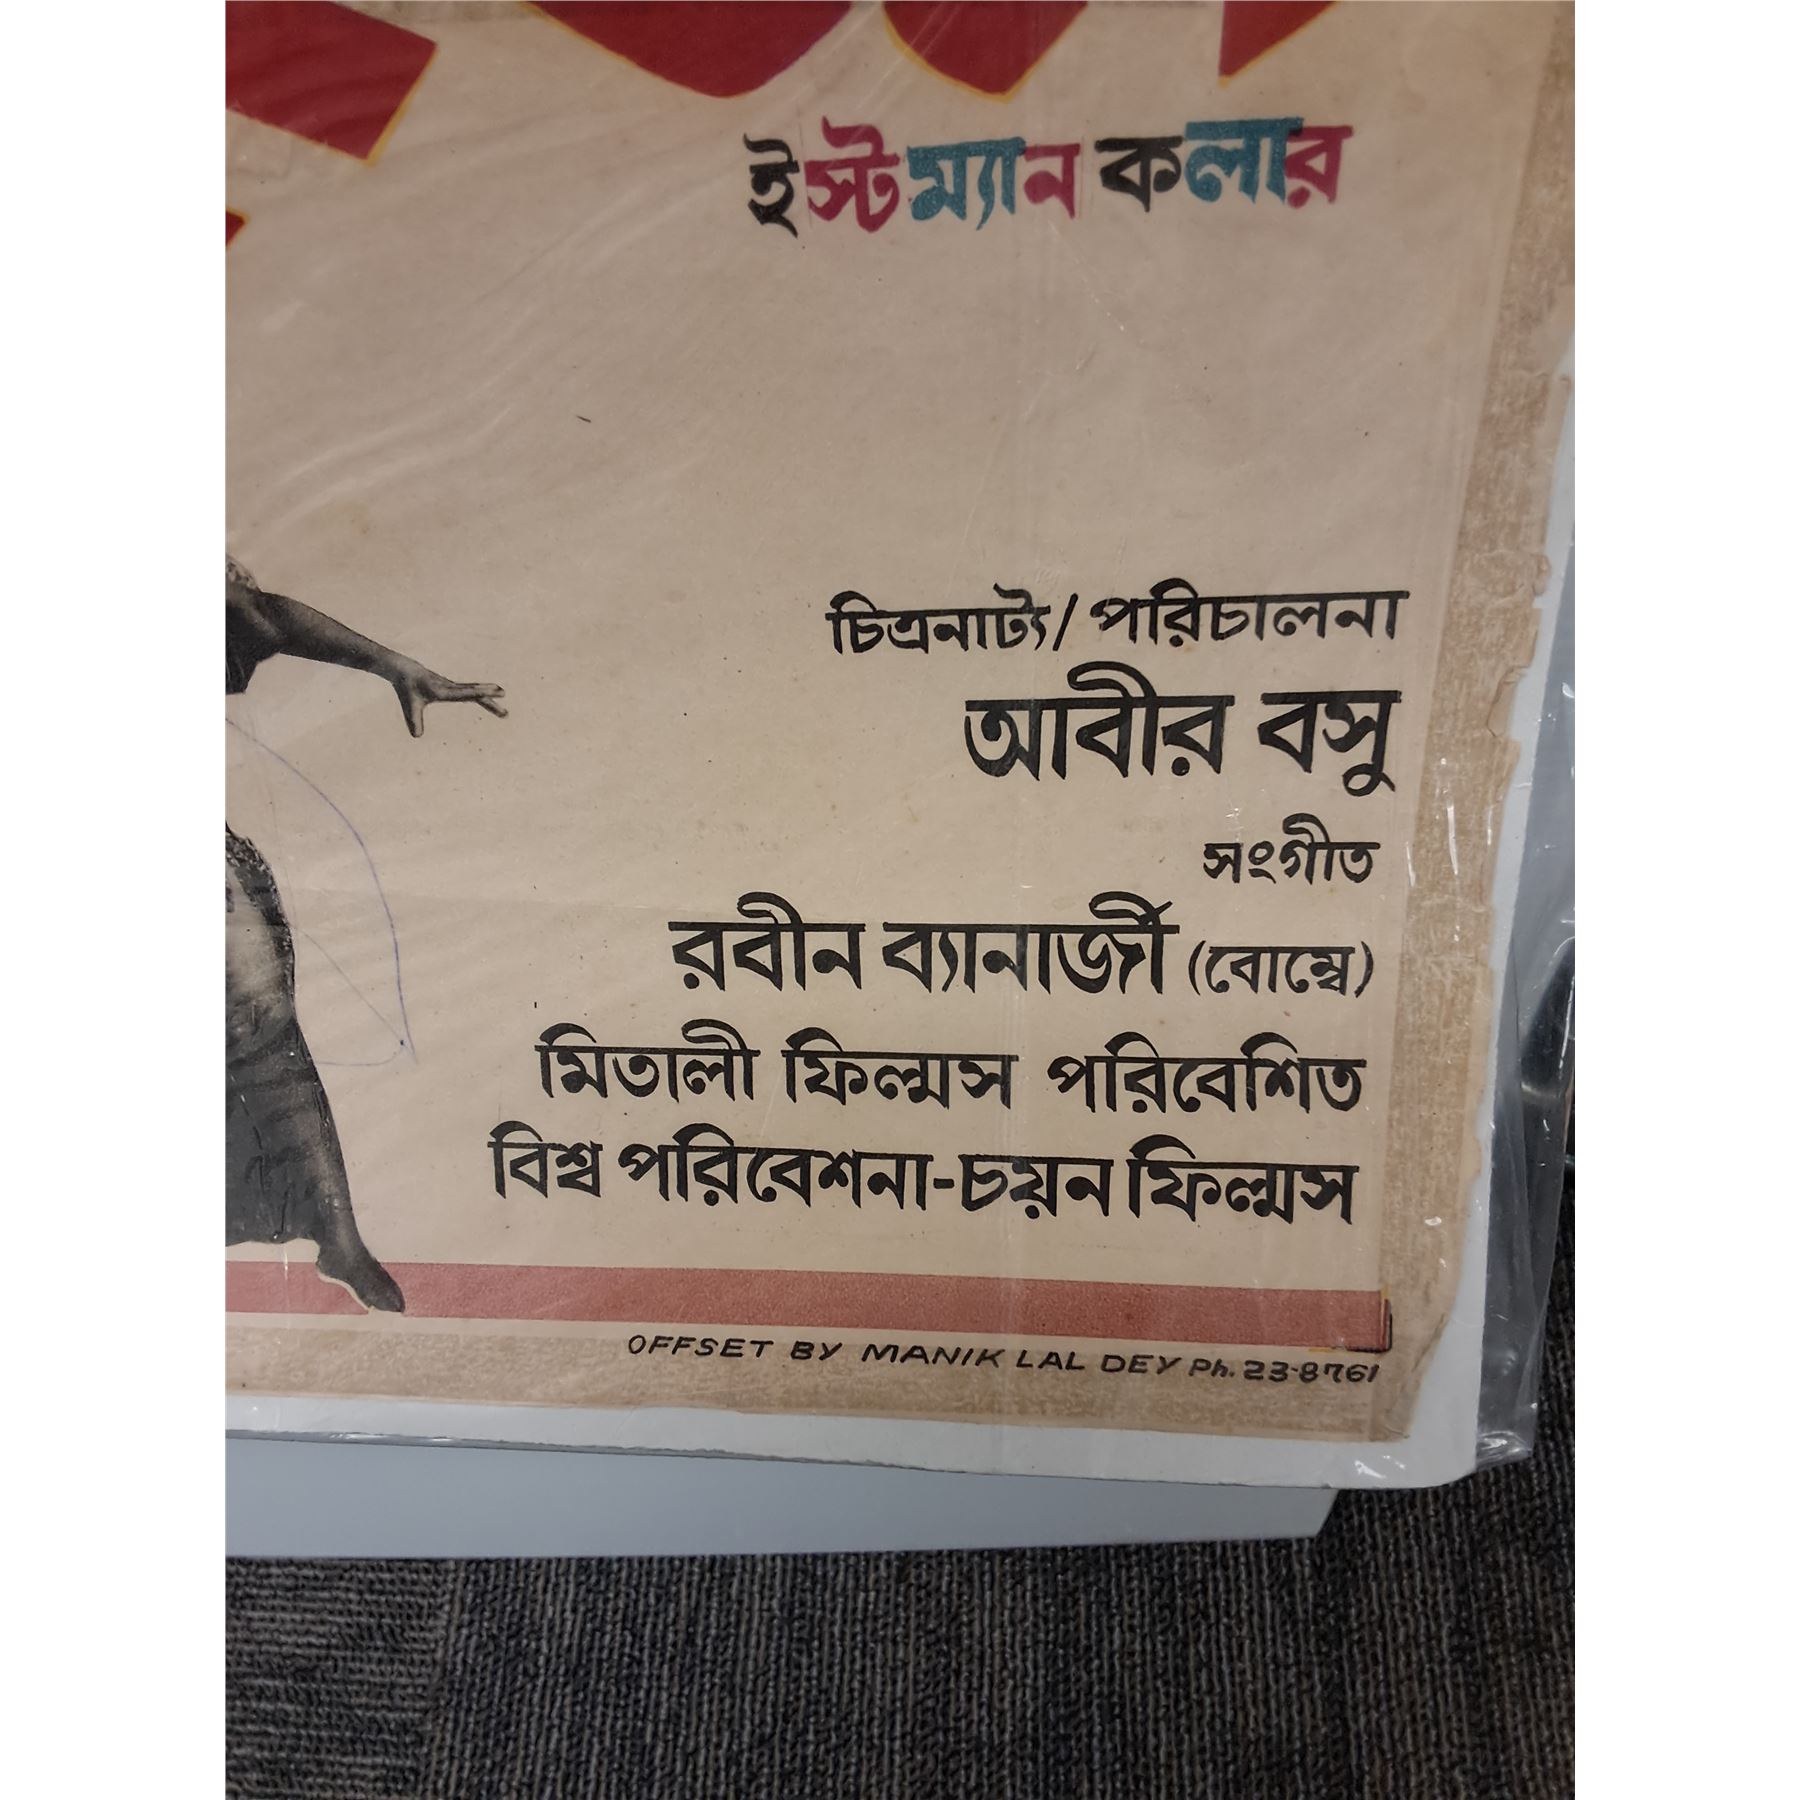 ইস্টম্যান কলার
চিত্রনাট্য/পরিচালনা
আবীর বসু
সংগীত
রবীন ব্যানার্জী (বোম্বে)
মিতালী ফিল্মস পরিবেশিত
বিশ্ব পরিবেশনা-চয়ন ফিল্মস
OFFSET BY MANIK LAL DEY Ph. 23-8761